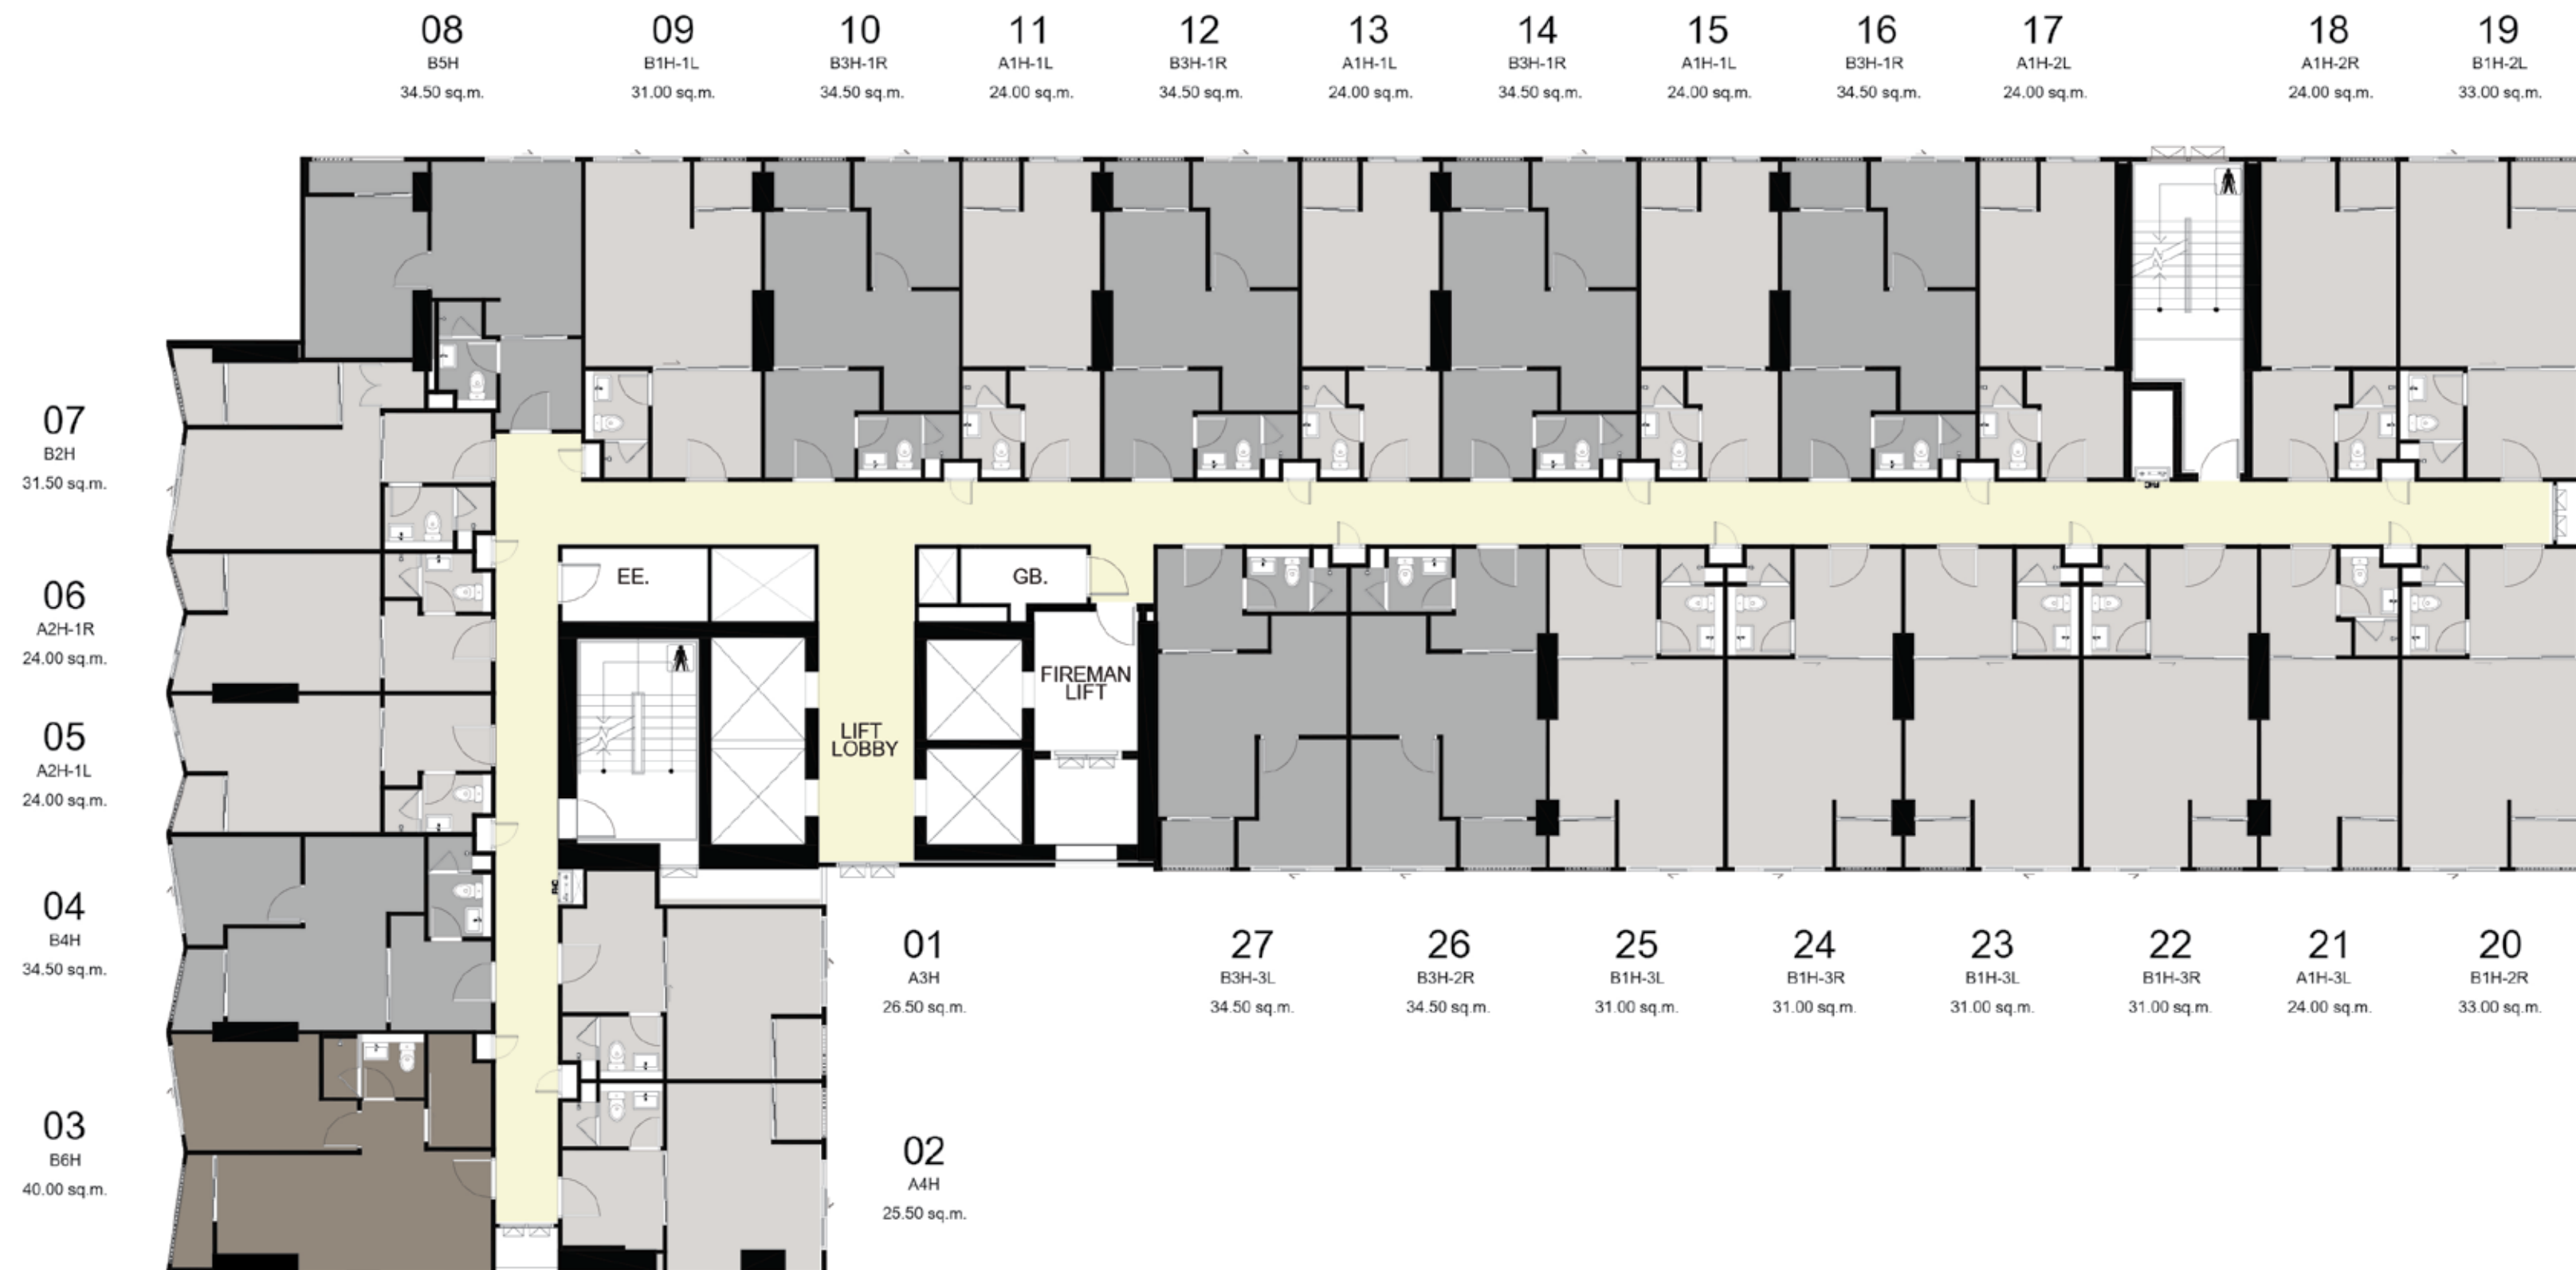 08
B5H
34.50 sq.m.
09
B1H-1L
31.00 sq.m.
10
B3H-1R
34.50 sq.m.
11
A1H-1L
24.00 sq.m.
12
B3H-1R
34.50 sq.m.
13
A1H-1L
24.00 sq.m.
14
B3H-1R
34.50 sq.m.
15
A1H-1L
24.00 sq.m.
16
B3H-1R
34.50 sq.m.
17
A1H-2L
24.00 sq.m.
18
A1H-2R
24.00 sq.m.
19
B1H-2L
33.00 sq.m.
07
B2H
31.50 sq.m.
06
A2H-1R
24.00 sq.m.
05
A2H-1L
24.00 sq.m.
04
B4H
34.50 sq.m.
03
B6H
40.00 sq.m.
EE.
GB.
FIREMAN
LIFT
LIFT
LOBBY
01
A3H
26.50 sq.m.
02
A4H
25.50 sq.m.
27
B3H-3L
34.50 sq.m.
26
B3H-2R
34.50 sq.m.
25
B1H-3L
31.00 sq.m.
24
B1H-3R
31.00 sq.m.
23
B1H-3L
31.00 sq.m.
22
B1H-3R
31.00 sq.m.
21
A1H-3L
24.00 sq.m.
20
B1H-2R
33.00 sq.m.